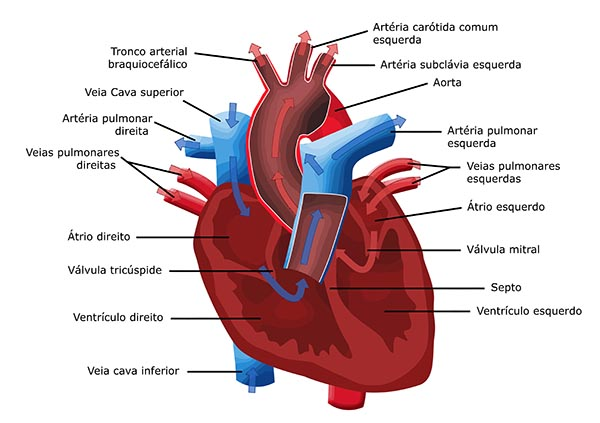 Artéria carótida comum
esquerda
Tronco arterial
braquiocefálico
Artéria subclávia esquerda
Aorta
Veia Cava superior
Artéria pulmonar
direita
Artéria pulmonar
esquerda
Veias pulmonares
direitas
Veias pulmonares
esquerdas
Átrio esquerdo
Átrio direito
Válvula mitral
Válvula tricúspide
Septo
Ventrículo direito
Ventrículo esquerdo
Veia cava inferior